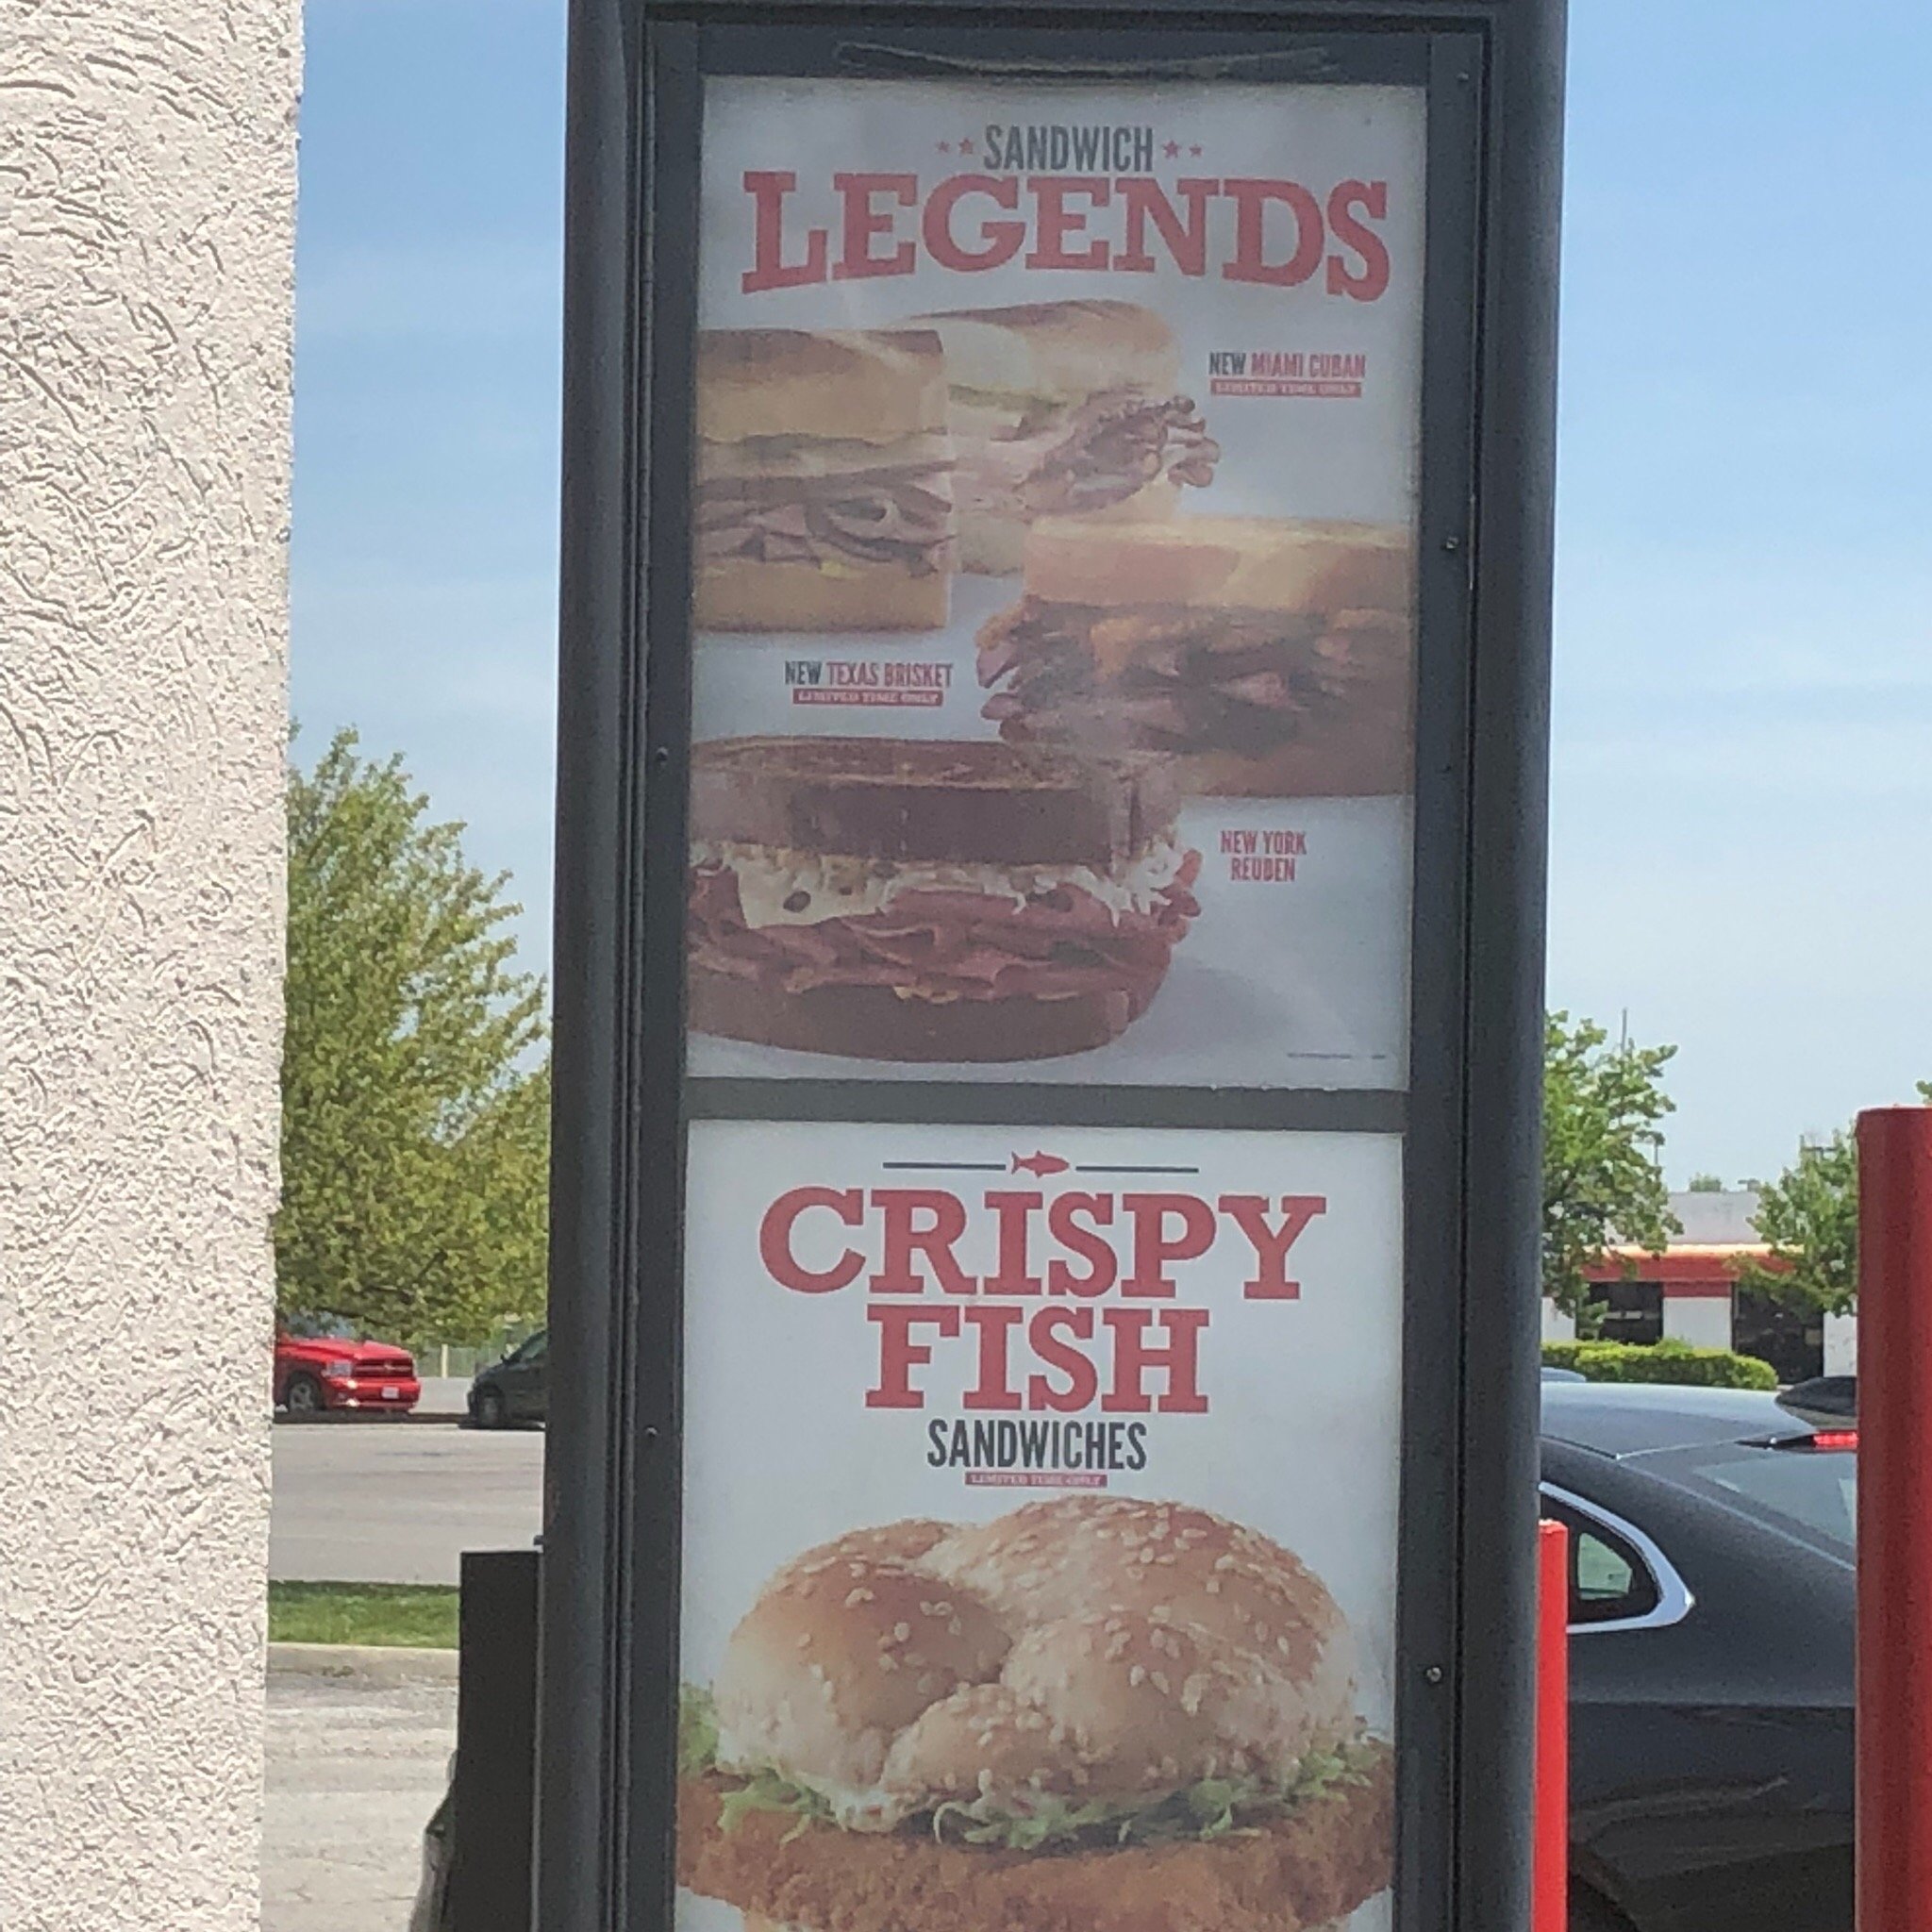 SANDWICH
LEGENDS
NEW MIAMI CUBAN
LIMITED TIME ONLY
NEW TEXAS BRISKET
LIMITED TIME ONLY
NEW YORK
REUBEN
CRISPY
FISH
SANDWICHES
LIMITED TIME ONLY